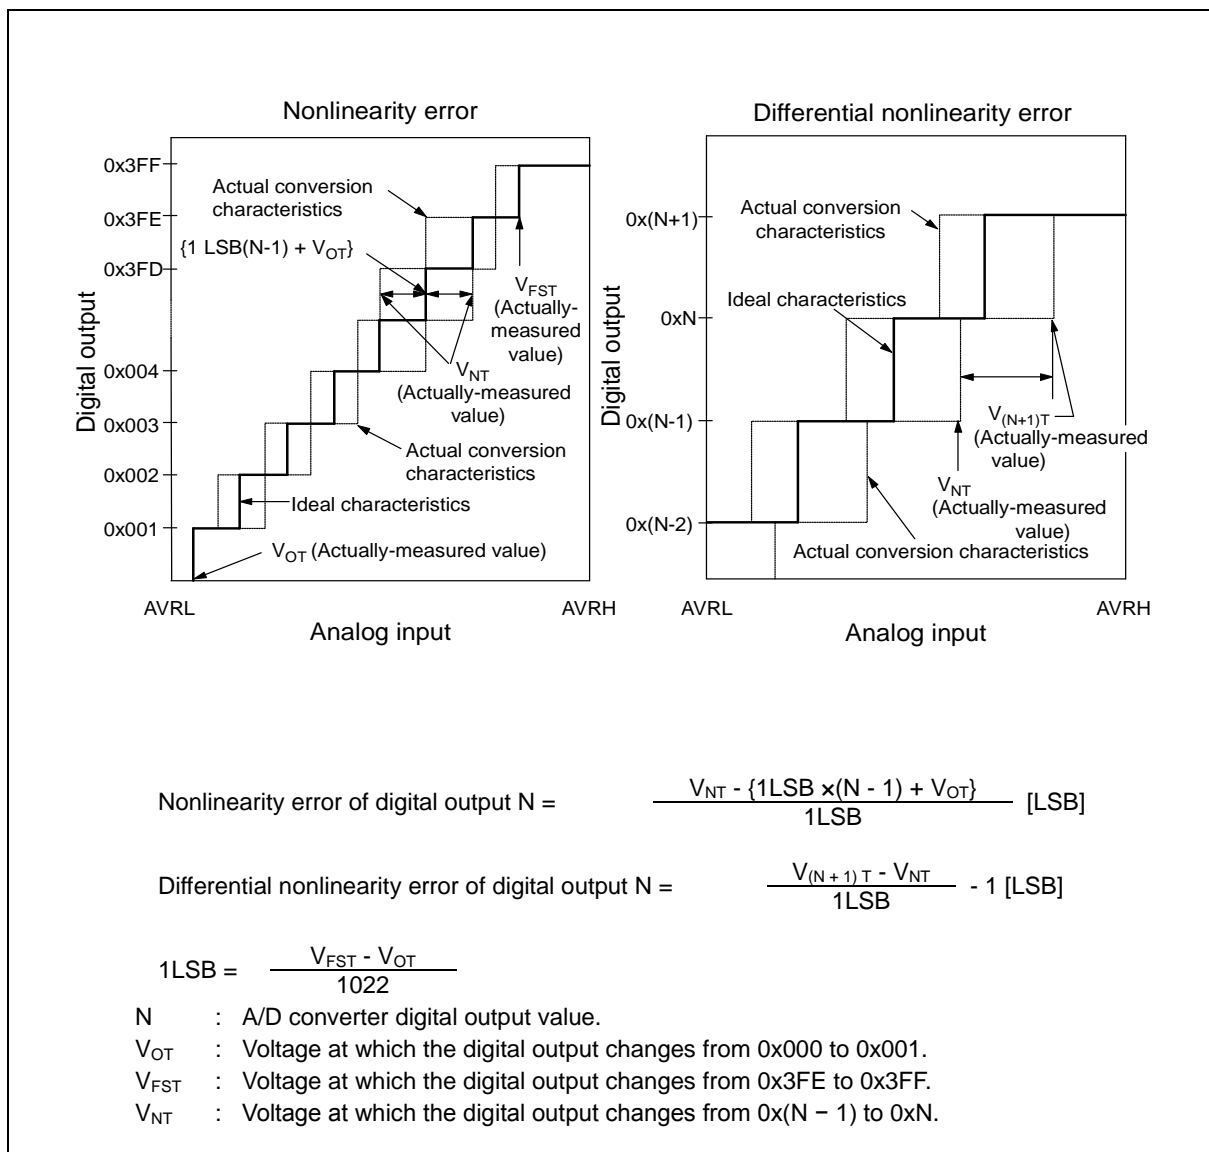 Nonlinearity error
0x3FF
0x3FE
{1 LSB(N-1) + VOT}
0x3FD
0x004
0x003
0x002
0x001
Digital output
Actual conversion
characteristics
VFST
(Actually-
measured
value)
VNT
(Actually-measured
value)
Actual conversion
characteristics
Ideal characteristics
VOT (Actually-measured value)
AVRL
AVRH
Analog input
Differential nonlinearity error
0x(N+1)
0xN
0x(N-1)
0x(N-2)
Digital output
Actual conversion
characteristics
Ideal characteristics
V(N+1)T
(Actually-measured
value)
VNT
(Actually-measured
value)
Actual conversion characteristics
AVRL
AVRH
Analog input
Nonlinearity error of digital output N =
VNT - {1LSB ×(N - 1) + VOT}
1LSB
[LSB]
Differential nonlinearity error of digital output N =
V(N + 1) T - VNT
1LSB
- 1 [LSB]
1LSB =
VFST - VOT
1022
N : A/D converter digital output value.
VOT : Voltage at which the digital output changes from 0x000 to 0x001.
VFST : Voltage at which the digital output changes from 0x3FE to 0x3FF.
VNT : Voltage at which the digital output changes from 0x(N − 1) to 0xN.